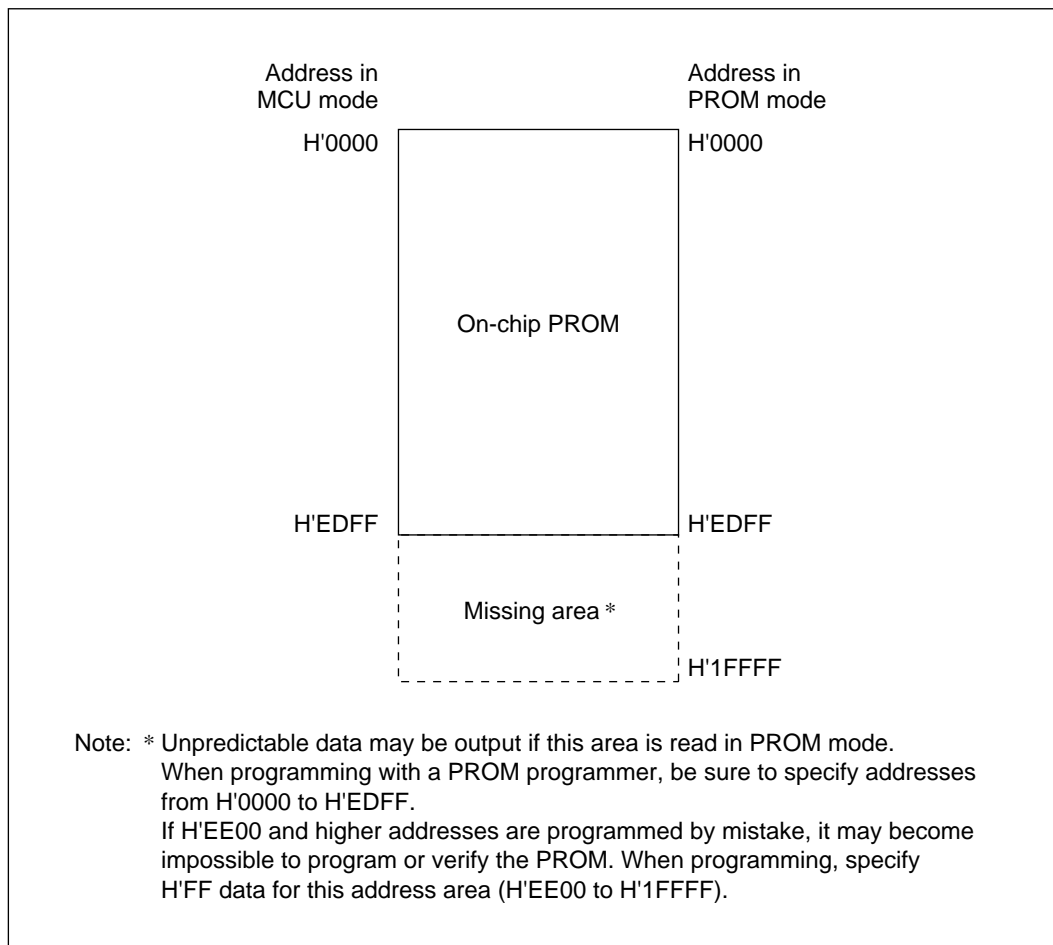 Address in
MCU mode
Address in
PROM mode
H'0000
H'0000
On-chip PROM
H'EDFF
H'EDFF
Missing area *
H'1FFFF
Note: * Unpredictable data may be output if this area is read in PROM mode.
When programming with a PROM programmer, be sure to specify addresses
from H'0000 to H'EDFF.
If H'EE00 and higher addresses are programmed by mistake, it may become
impossible to program or verify the PROM. When programming, specify
H'FF data for this address area (H'EE00 to H'1FFFF).